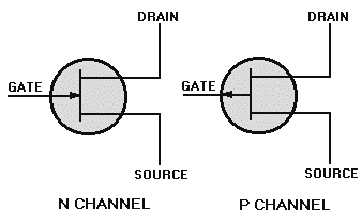 DRAIN
DRAIN
GATE
GATE
SOURCE
SOURCE
N CHANNEL
P CHANNEL